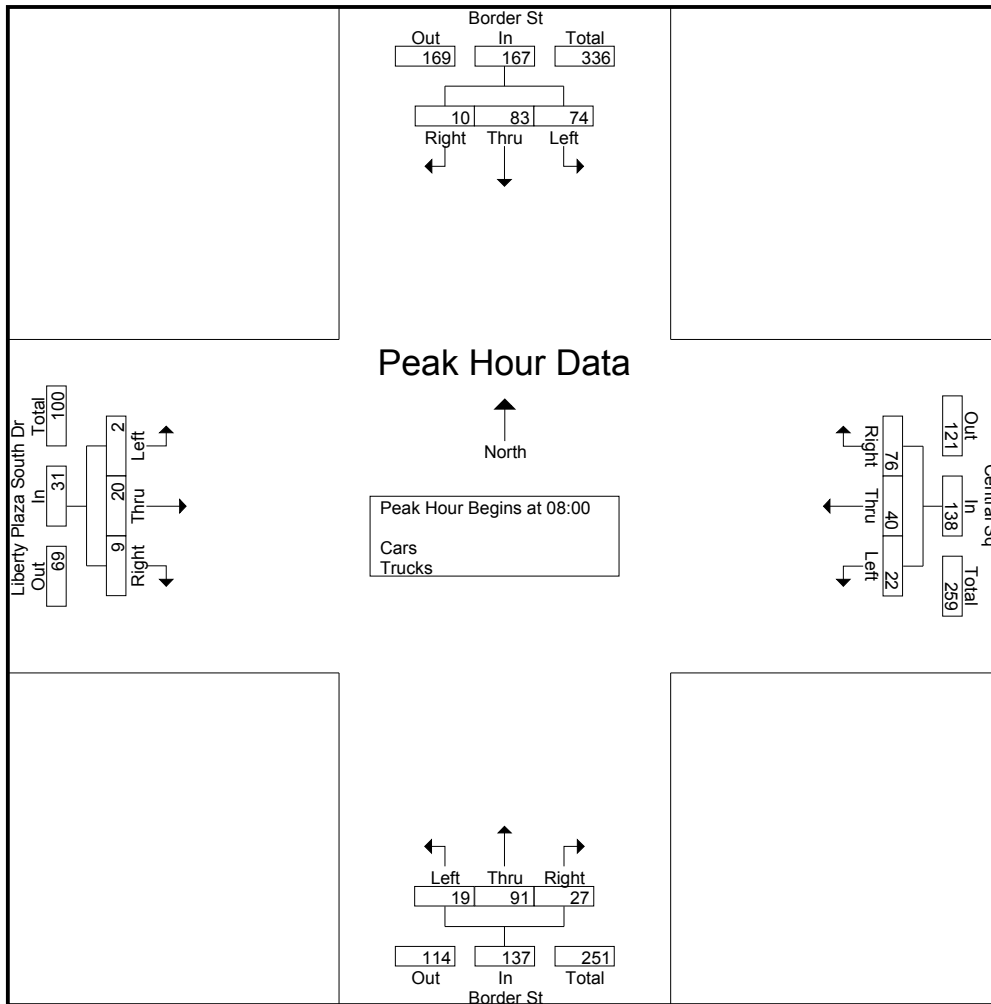 Border St
Out In Total
169 167 336
10 83 74
Right Thru Left
Peak Hour Data
North
Peak Hour Begins at 08:00
Cars
Trucks
Liberty Plaza South Dr
Total In Out
100 31 69
2 20 9
Left Thru Right
Central Sq
Out In Total
121 138 259
76 40 22
Right Thru Left
Left Thru Right
19 91 27
114 137 251
Out In Total
Border St